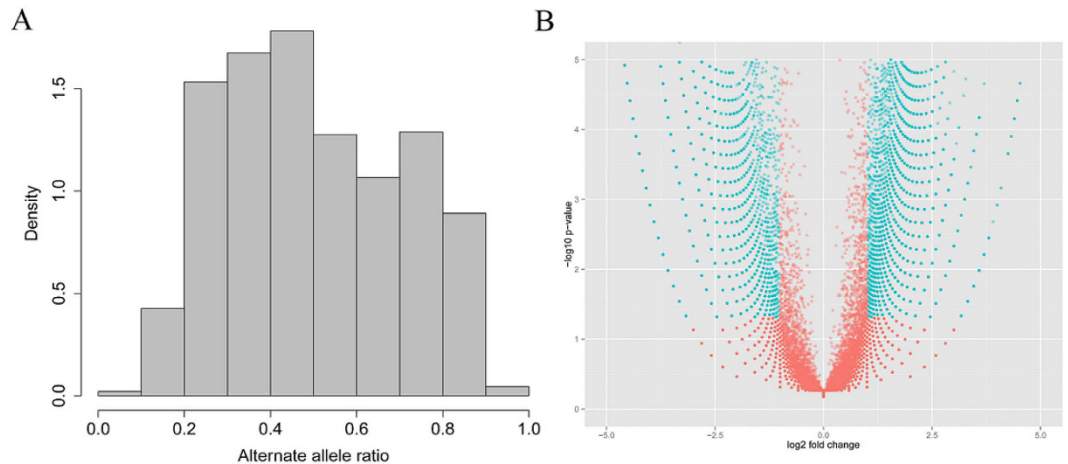 A
Density
0.0
0.5
1.0
1.5
0.0 0.2 0.4 0.6 0.8 1.0
Alternate allele ratio
B
−log10 p−value
5
4
3
2
1
0
−5.0 −2.5 0.0 2.5 5.0
log2 fold change